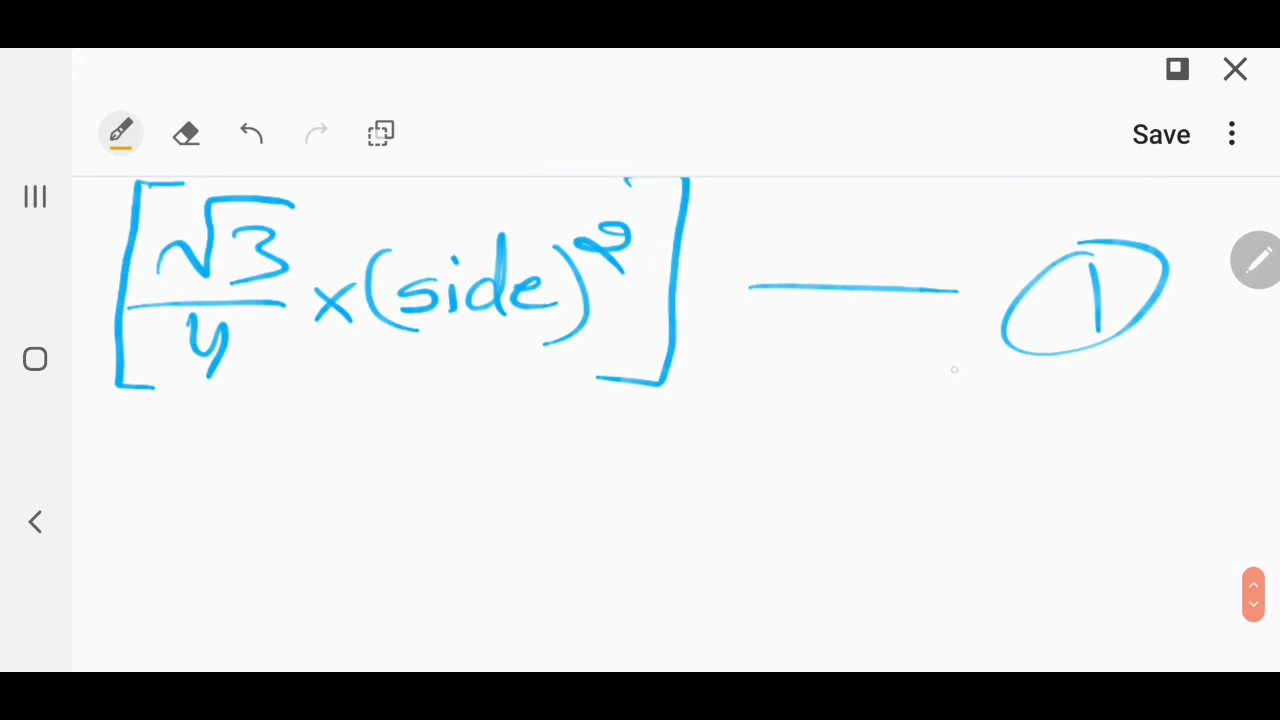 Save
[√3/4 × (side)²] —— ①